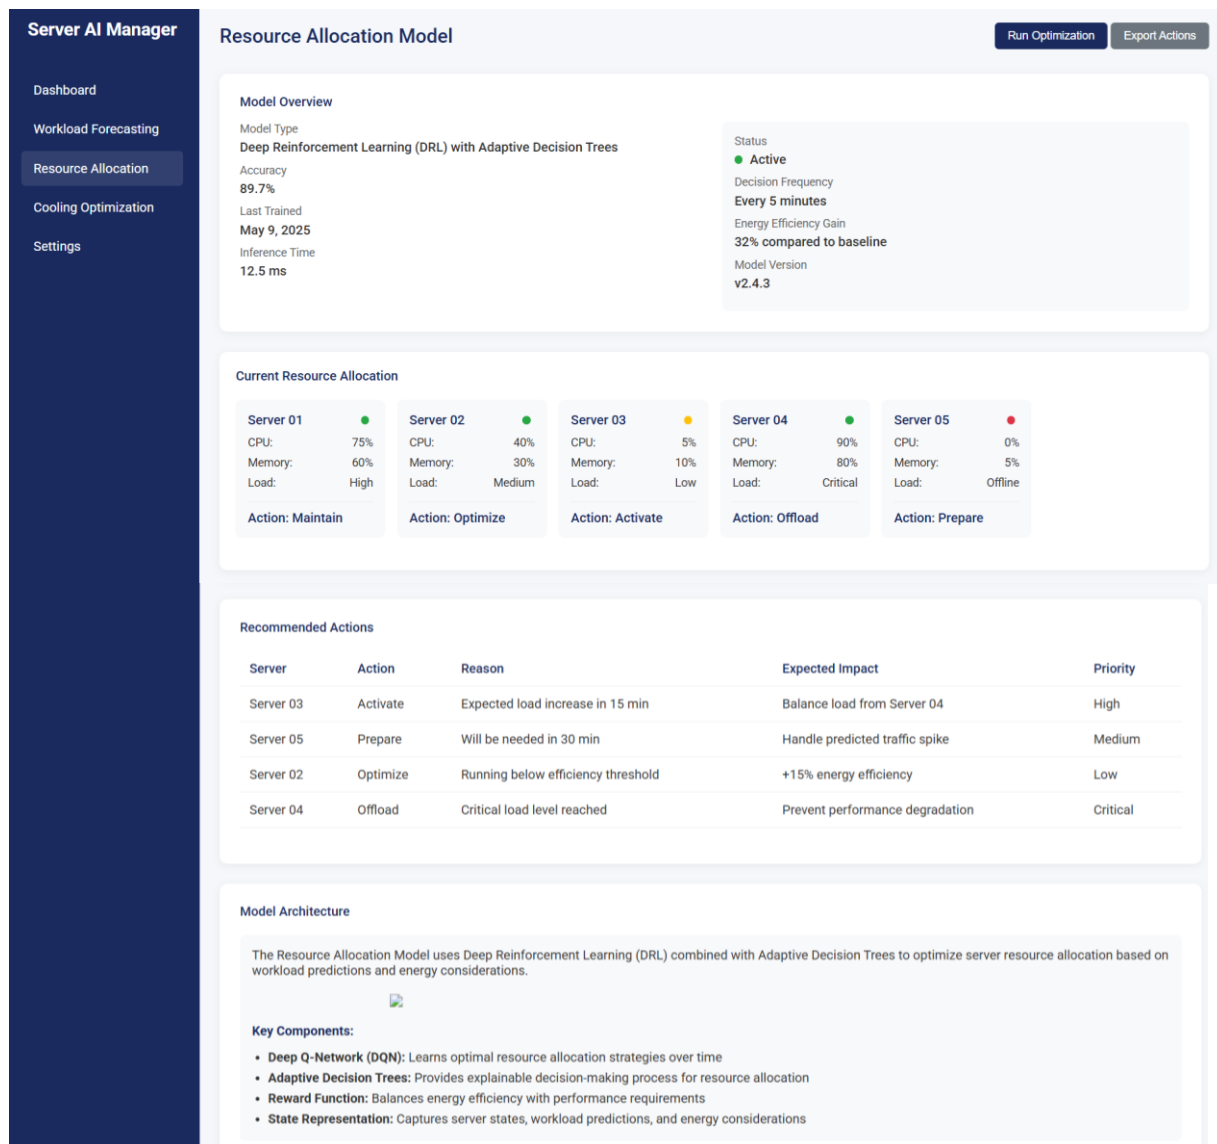 Server AI Manager
Dashboard
Workload Forecasting
Resource Allocation
Cooling Optimization
Settings
Resource Allocation Model
Run Optimization
Export Actions
Model Overview
Model Type
Deep Reinforcement Learning (DRL) with Adaptive Decision Trees
Accuracy
89.7%
Last Trained
May 9, 2025
Inference Time
12.5 ms
Status
Active
Decision Frequency
Every 5 minutes
Energy Efficiency Gain
32% compared to baseline
Model Version
v2.4.3
Current Resource Allocation
Server 01
CPU: 75%
Memory: 60%
Load: High
Action: Maintain
Server 02
CPU: 40%
Memory: 30%
Load: Medium
Action: Optimize
Server 03
CPU: 5%
Memory: 10%
Load: Low
Action: Activate
Server 04
CPU: 90%
Memory: 80%
Load: Critical
Action: Offload
Server 05
CPU: 0%
Memory: 5%
Load: Offline
Action: Prepare
Recommended Actions
Server Action Reason Expected Impact Priority
Server 03 Activate Expected load increase in 15 min Balance load from Server 04 High
Server 05 Prepare Will be needed in 30 min Handle predicted traffic spike Medium
Server 02 Optimize Running below efficiency threshold +15% energy efficiency Low
Server 04 Offload Critical load level reached Prevent performance degradation Critical
Model Architecture
The Resource Allocation Model uses Deep Reinforcement Learning (DRL) combined with Adaptive Decision Trees to optimize server resource allocation based on
workload predictions and energy considerations.
Key Components:
• Deep Q-Network (DQN): Learns optimal resource allocation strategies over time
• Adaptive Decision Trees: Provides explainable decision-making process for resource allocation
• Reward Function: Balances energy efficiency with performance requirements
• State Representation: Captures server states, workload predictions, and energy considerations